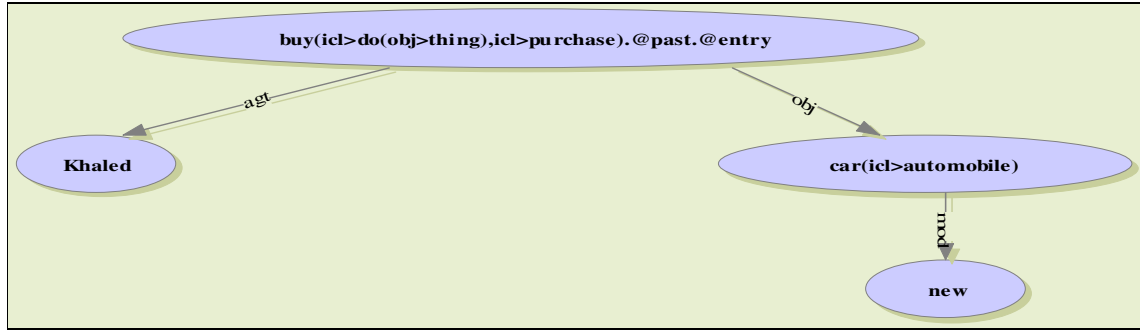 buy(icl>do(obj>thing),icl>purchase).@past.@entry
agt
obj
Khaled
car(icl>automobile)
mod
new